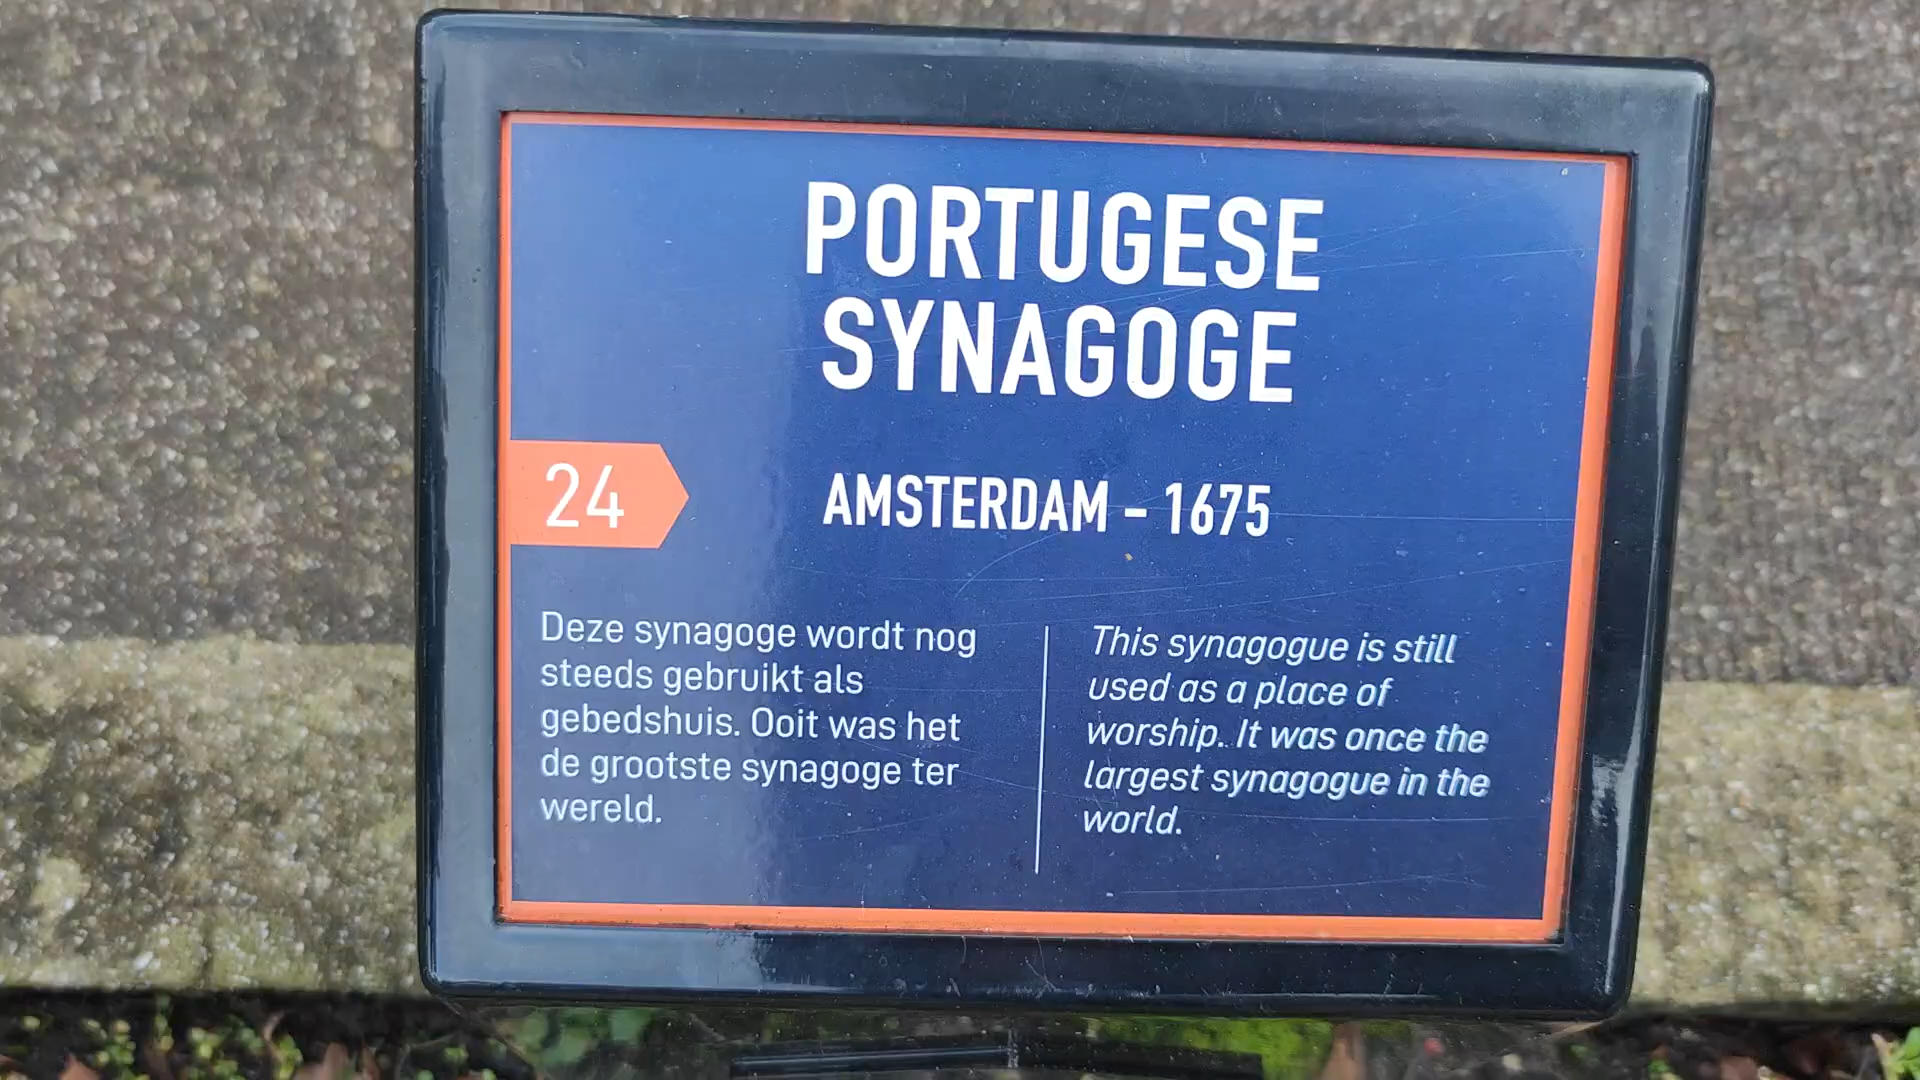 PORTUGESE
SYNAGOGE
24
AMSTERDAM – 1675
Deze synagoge wordt nog
steeds gebruikt als
gebedshuis. Ooit was het
de grootste synagoge ter
wereld.
This synagogue is still
used as a place of
worship. It was once the
largest synagogue in the
world.